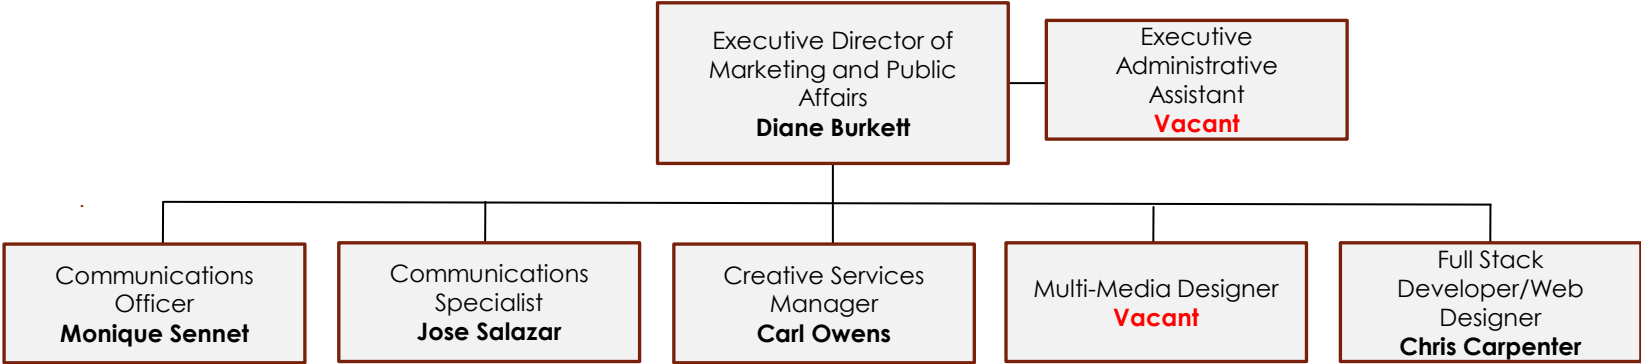 Executive Director of
Marketing and Public
Affairs
Diane Burkett
Executive
Administrative
Assistant
Vacant
Communications
Officer
Monique Sennet
Communications
Specialist
Jose Salazar
Creative Services
Manager
Carl Owens
Multi-Media Designer
Vacant
Full Stack
Developer/Web
Designer
Chris Carpenter